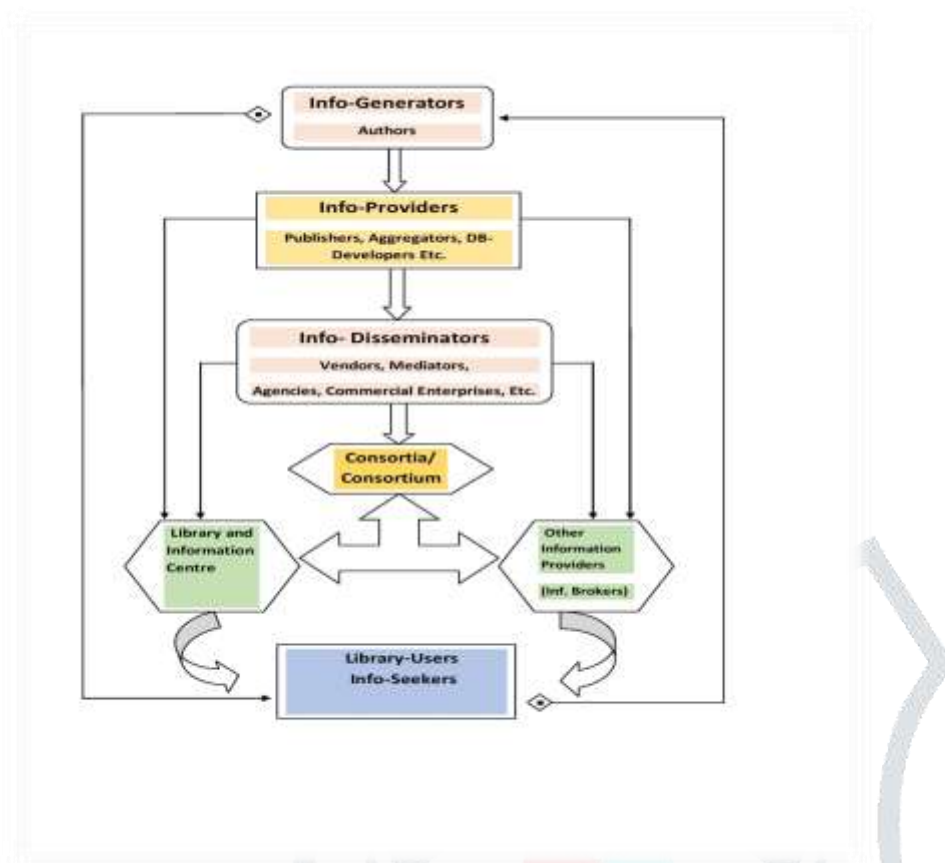 Info-Generators
Authors
Info-Providers
Publishers, Aggregators, DB-
Developers Etc.
Info- Disseminators
Vendors, Mediators,
Agencies, Commercial Enterprises, Etc.
Consortia/
Consortium
Library and
Information
Centre
Other
Information
Providers
(Inf. Brokers)
Library-Users
Info-Seekers